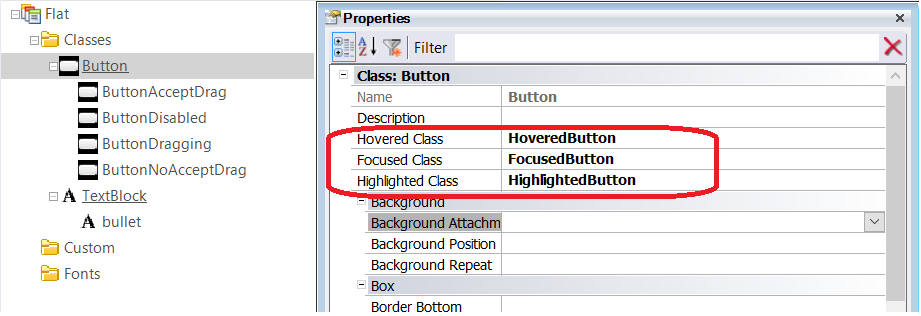 Flat
Classes
Button
ButtonAcceptDrag
ButtonDisabled
ButtonDragging
ButtonNoAcceptDrag
TextBlock
bullet
Custom
Fonts
Properties
Filter
Class: Button
Name Button
Description
Hovered Class HoveredButton
Focused Class FocusedButton
Highlighted Class HighlightedButton
Background
Background Attachm
Background Position
Background Repeat
Box
Border Bottom